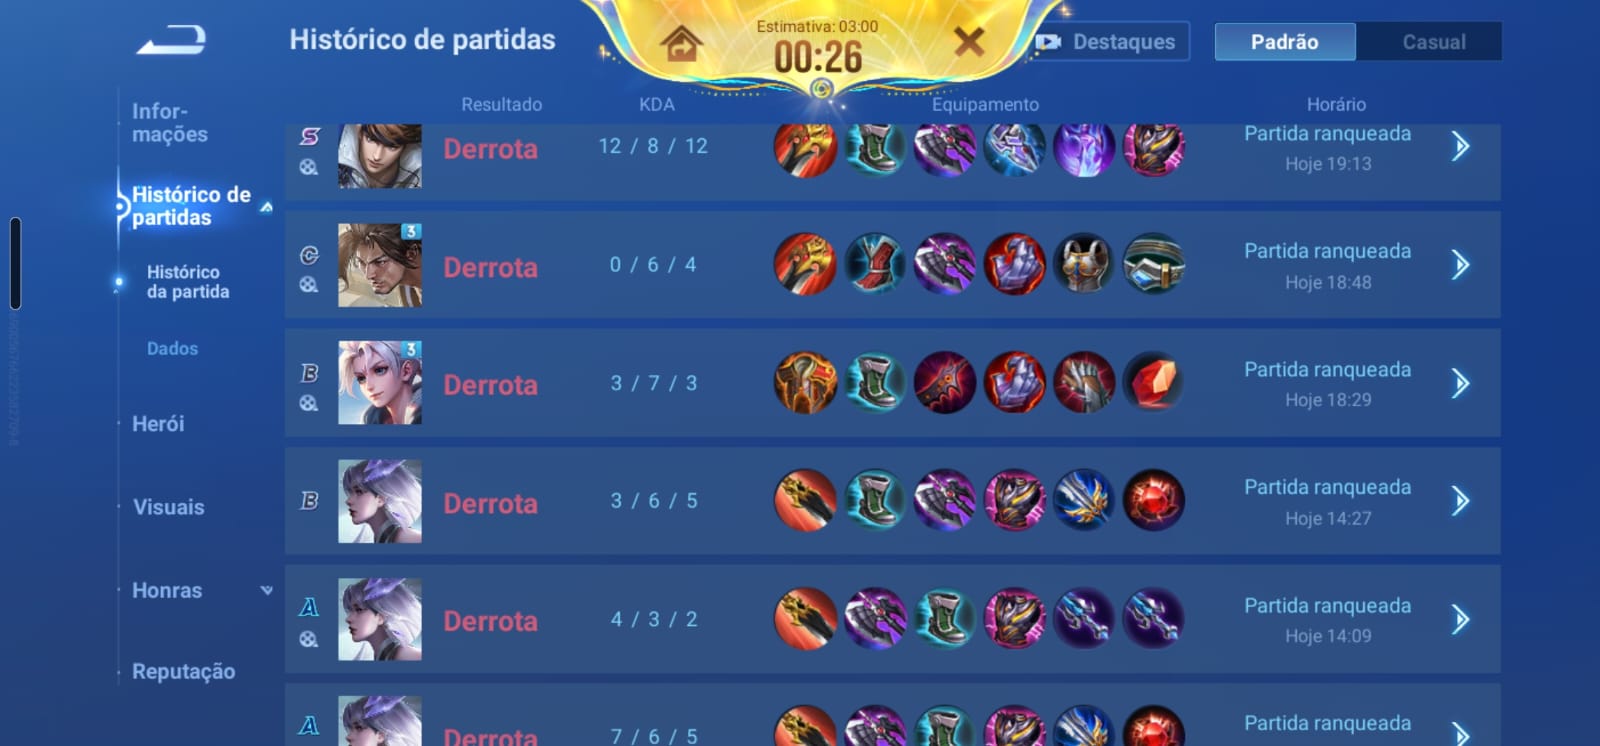 Histórico de partidas
Estimativa: 03:00
00:26
Destaques
Padrão
Casual
Infor-
mações
Histórico de
partidas
Histórico
da partida
Dados
Herói
Visuais
Honras
Reputação
Resultado KDA Equipamento Horário
S Derrota 12 / 8 / 12 Partida ranqueada
Hoje 19:13
C 3 Derrota 0 / 6 / 4 Partida ranqueada
Hoje 18:48
B 3 Derrota 3 / 7 / 3 Partida ranqueada
Hoje 18:29
B Derrota 3 / 6 / 5 Partida ranqueada
Hoje 14:27
A Derrota 4 / 3 / 2 Partida ranqueada
Hoje 14:09
A Derrota 7 / 6 / 5 Partida ranqueada